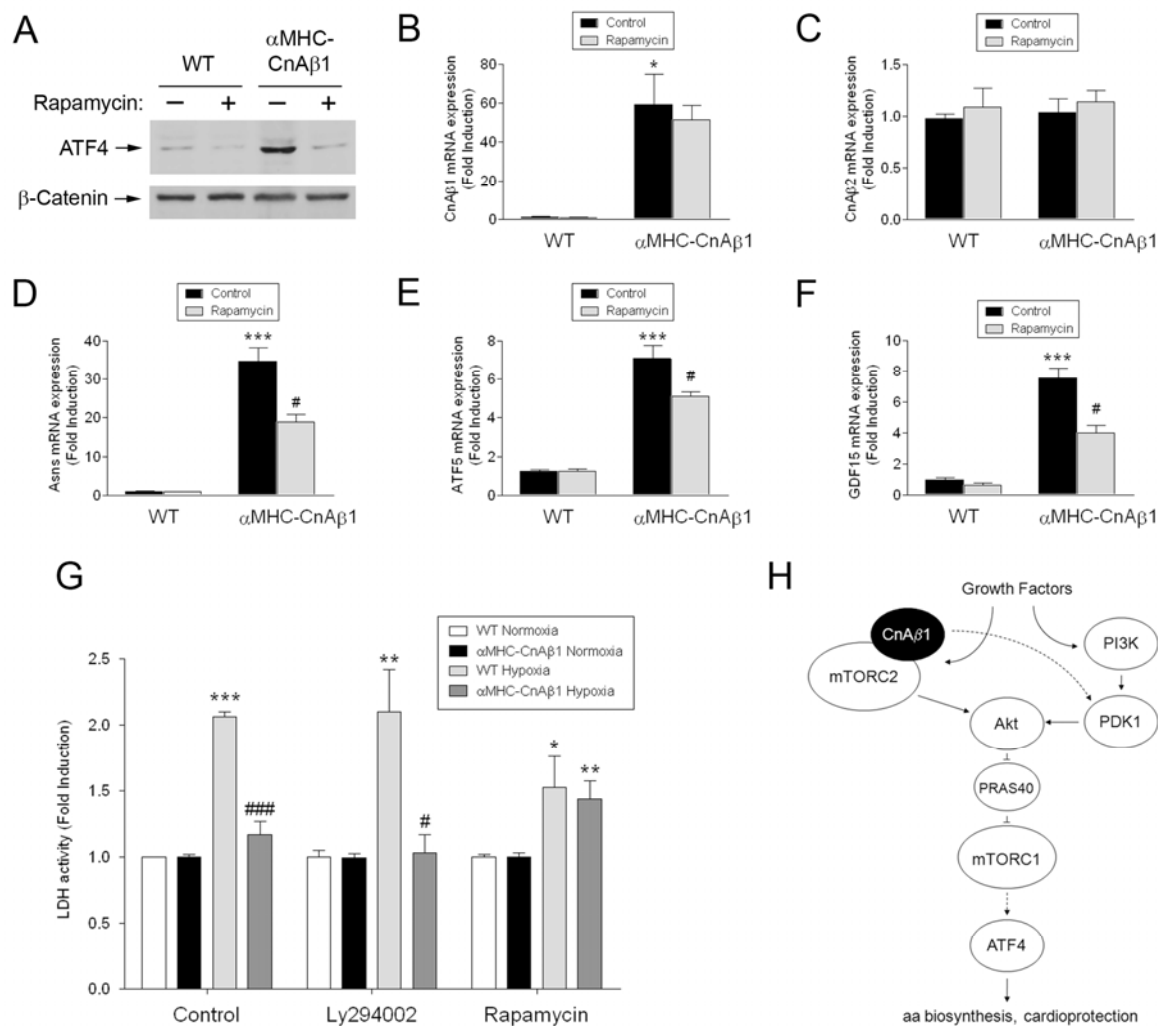 A
WT
αMHC-
CnAβ1
Rapamycin:
− + − +
ATF4
β-Catenin
B
Control
Rapamycin
CnAβ1 mRNA expression
(Fold Induction)
80
60
40
20
0
*
WT
αMHC-CnAβ1
C
Control
Rapamycin
CnAβ2 mRNA expression
(Fold Induction)
1.5
1.0
0.5
0.0
WT
αMHC-CnAβ1
D
Control
Rapamycin
Asns mRNA expression
(Fold Induction)
40
30
20
10
0
***
#
WT
αMHC-CnAβ1
E
Control
Rapamycin
ATF5 mRNA expression
(Fold Induction)
8
6
4
2
0
***
#
WT
αMHC-CnAβ1
F
Control
Rapamycin
GDF15 mRNA expression
(Fold Induction)
10
8
6
4
2
0
***
#
WT
αMHC-CnAβ1
G
WT Normoxia
αMHC-CnAβ1 Normoxia
WT Hypoxia
αMHC-CnAβ1 Hypoxia
LDH activity (Fold Induction)
2.5
2.0
1.5
1.0
0.5
0.0
***
###
**
#
*
**
Control
Ly294002
Rapamycin
H
Growth Factors
CnAβ1
PI3K
mTORC2
Akt
PDK1
PRAS40
mTORC1
ATF4
aa biosynthesis, cardioprotection